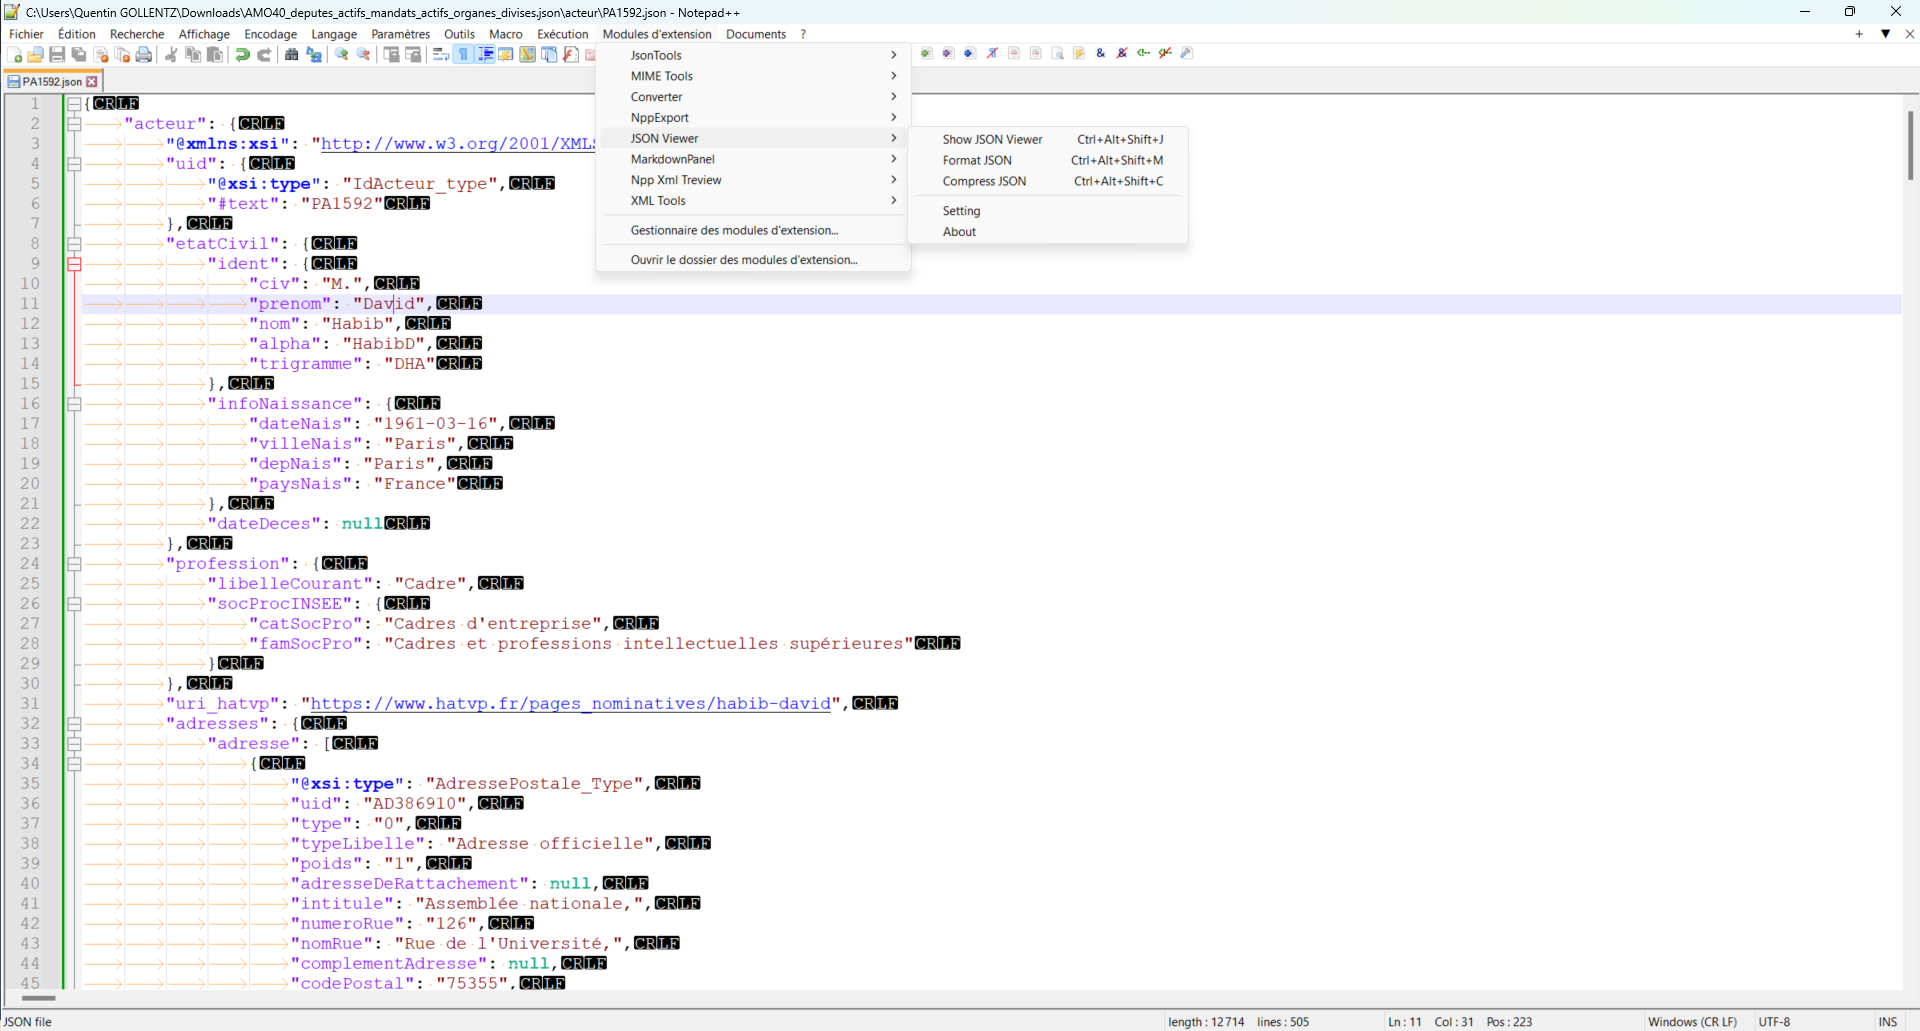 C:\Users\Quentin GOLLENTZ\Downloads\AMO40_deputes_actifs_mandats_actifs_organes_divises.json\acteur\PA1592.json - Notepad++
Fichier Édition Recherche Affichage Encodage Langage Paramètres Outils Macro Exécution Modules d'extension Documents ?
PA1592.json
JsonTools
MIME Tools
Converter
NppExport
JSON Viewer
MarkdownPanel
Npp Xml Treview
XML Tools
Gestionnaire des modules d'extension...
Ouvrir le dossier des modules d'extension...
Show JSON Viewer Ctrl+Alt+Shift+J
Format JSON Ctrl+Alt+Shift+M
Compress JSON Ctrl+Alt+Shift+C
Setting
About
1 {CRLF
2 "acteur": {CRLF
3 "@xmlns:xsi": "http://www.w3.org/2001/XMLS
4 "uid": {CRLF
5 "@xsi:type": "IdActeur_type",CRLF
6 "#text": "PA1592"CRLF
7 },CRLF
8 "etatCivil": {CRLF
9 "ident": {CRLF
10 "civ": "M.",CRLF
11 "prenom": "David",CRLF
12 "nom": "Habib",CRLF
13 "alpha": "HabibD",CRLF
14 "trigramme": "DHA"CRLF
15 },CRLF
16 "infoNaissance": {CRLF
17 "dateNais": "1961-03-16",CRLF
18 "villeNais": "Paris",CRLF
19 "depNais": "Paris",CRLF
20 "paysNais": "France"CRLF
21 },CRLF
22 "dateDeces": nullCRLF
23 },CRLF
24 "profession": {CRLF
25 "libelleCourant": "Cadre",CRLF
26 "socProcINSEE": {CRLF
27 "catSocPro": "Cadres d'entreprise",CRLF
28 "famSocPro": "Cadres et professions intellectuelles supérieures"CRLF
29 }CRLF
30 },CRLF
31 "uri_hatvp": "https://www.hatvp.fr/pages_nominatives/habib-david",CRLF
32 "adresses": {CRLF
33 "adresse": [CRLF
34 {CRLF
35 "@xsi:type": "AdressePostale_Type",CRLF
36 "uid": "AD386910",CRLF
37 "type": "0",CRLF
38 "typeLibelle": "Adresse officielle",CRLF
39 "poids": "1",CRLF
40 "adresseDeRattachement": null,CRLF
41 "intitule": "Assemblée nationale,",CRLF
42 "numeroRue": "126",CRLF
43 "nomRue": "Rue de l'Université,",CRLF
44 "complementAdresse": null,CRLF
45 "codePostal": "75355",CRLF
JSON file length : 12 714 lines : 505 Ln : 11 Col : 31 Pos : 223 Windows (CR LF) UTF-8 INS